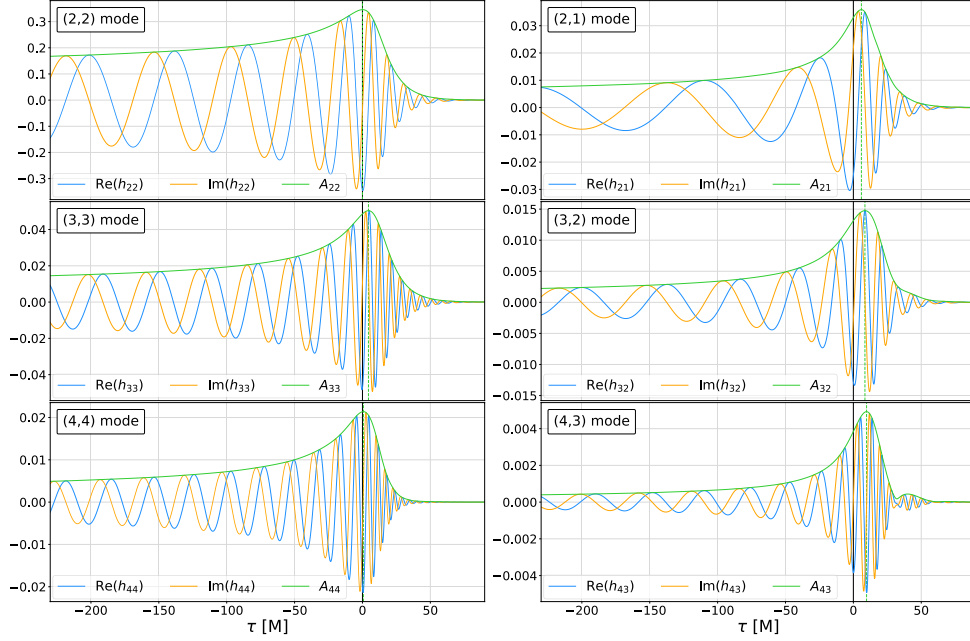 (2,2) mode
0.3
0.2
0.1
0.0
−0.1
−0.2
−0.3
Re(h22) Im(h22) A22
(2,1) mode
0.03
0.02
0.01
0.00
−0.01
−0.02
−0.03
Re(h21) Im(h21) A21
(3,3) mode
0.04
0.02
0.00
−0.02
−0.04
Re(h33) Im(h33) A33
(3,2) mode
0.015
0.010
0.005
0.000
−0.005
−0.010
−0.015
Re(h32) Im(h32) A32
(4,4) mode
0.02
0.01
0.00
−0.01
−0.02
Re(h44) Im(h44) A44
−200 −150 −100 −50 0 50
τ [M]
(4,3) mode
0.004
0.002
0.000
−0.002
−0.004
Re(h43) Im(h43) A43
−200 −150 −100 −50 0 50
τ [M]